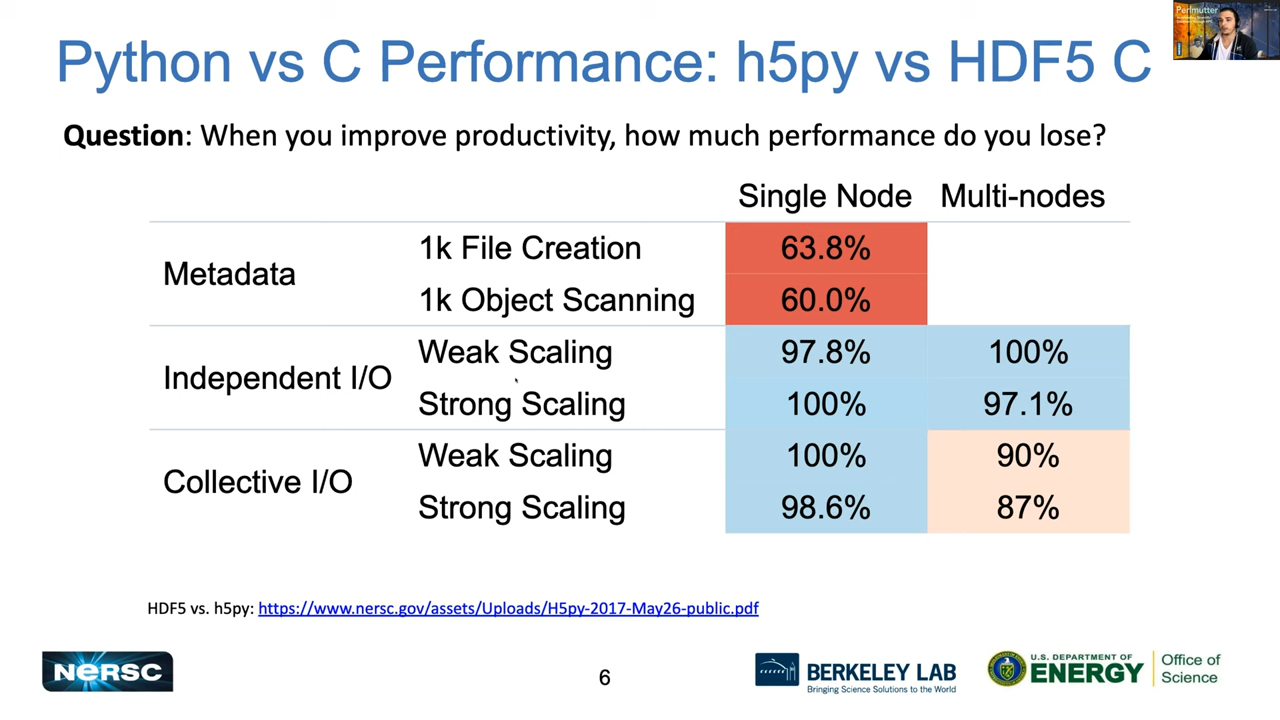 Perlmutter
Python vs C Performance: h5py vs HDF5 C
Question: When you improve productivity, how much performance do you lose?
Single Node Multi-nodes
Metadata
1k File Creation 63.8%
1k Object Scanning 60.0%
Independent I/O
Weak Scaling 97.8% 100%
Strong Scaling 100% 97.1%
Collective I/O
Weak Scaling 100% 90%
Strong Scaling 98.6% 87%
HDF5 vs. h5py: https://www.nersc.gov/assets/Uploads/H5py-2017-May26-public.pdf
NERSC
6
BERKELEY LAB
Bringing Science Solutions to the World
U.S. DEPARTMENT OF
ENERGY
Office of
Science